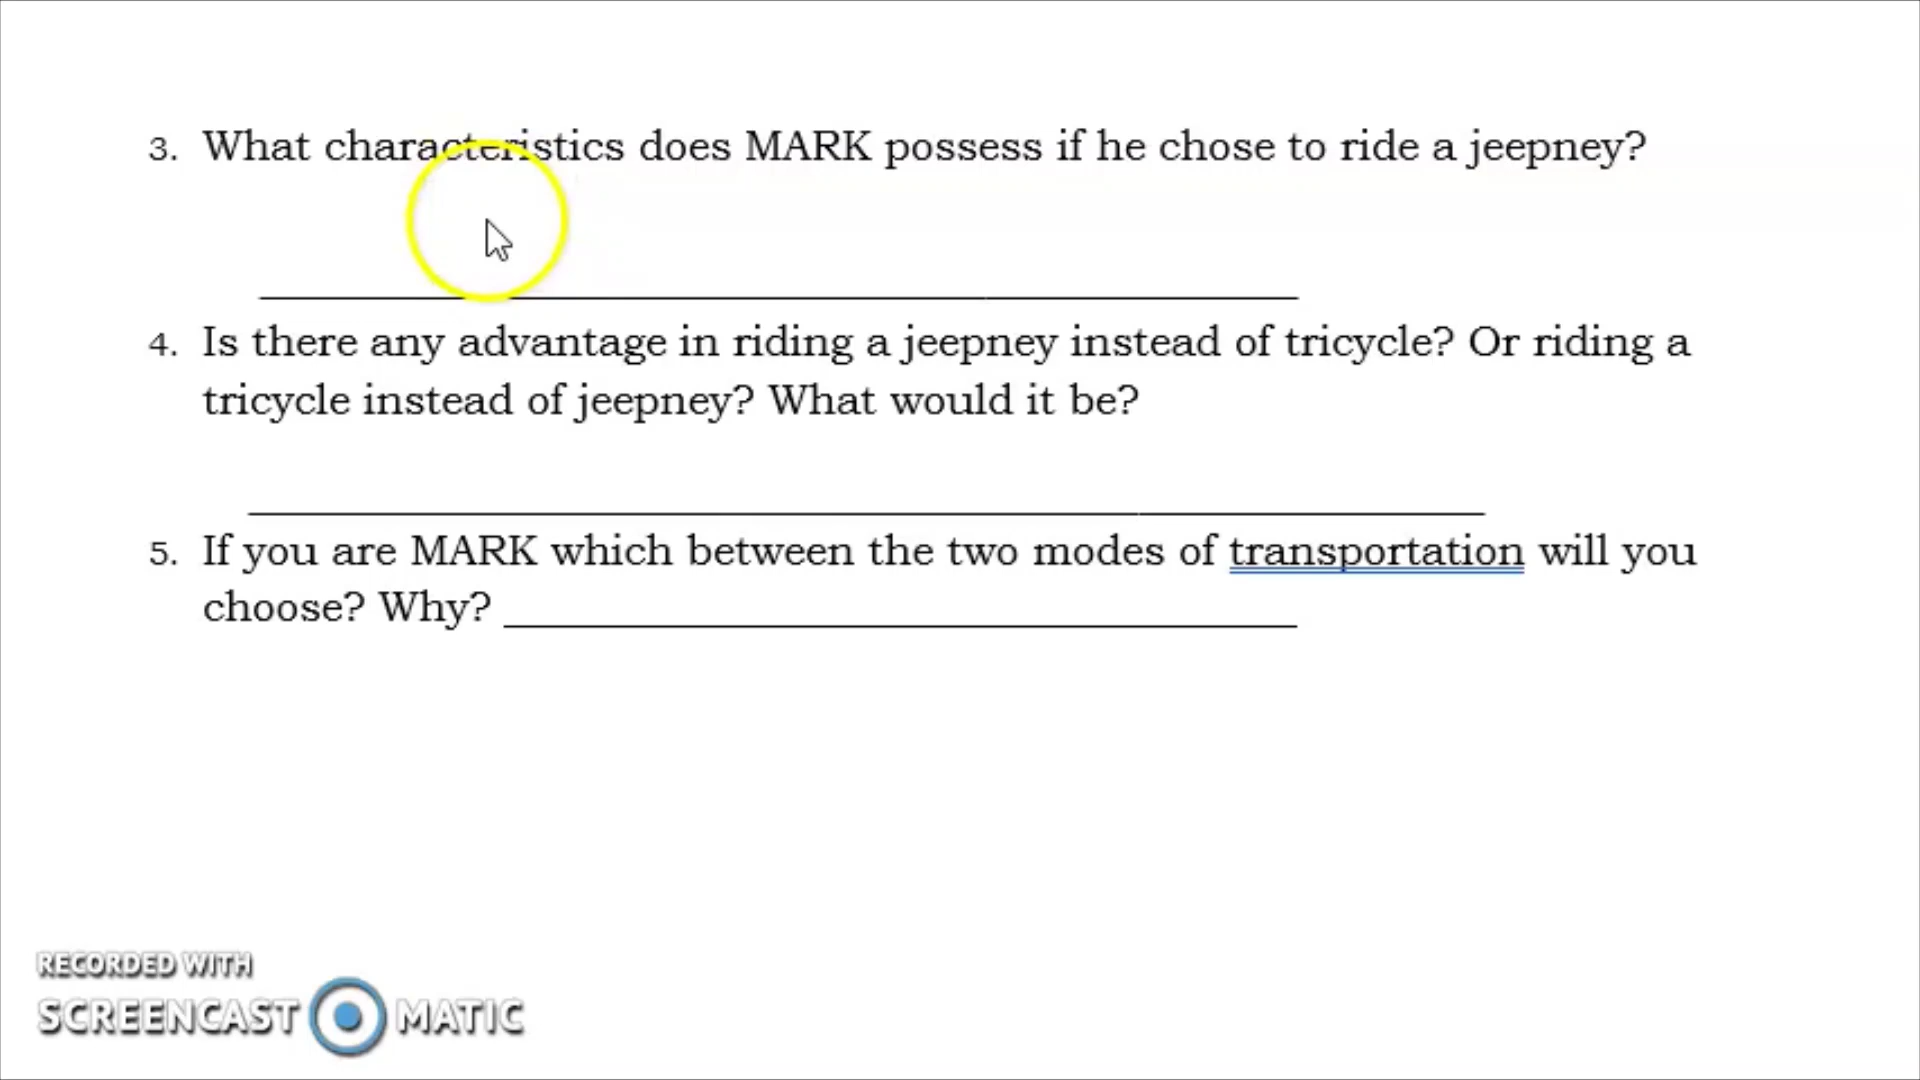 3. What characteristics does MARK possess if he chose to ride a jeepney?
4. Is there any advantage in riding a jeepney instead of tricycle? Or riding a
tricycle instead of jeepney? What would it be?
5. If you are MARK which between the two modes of transportation will you
choose? Why?
RECORDED WITH
SCREENCAST MATIC